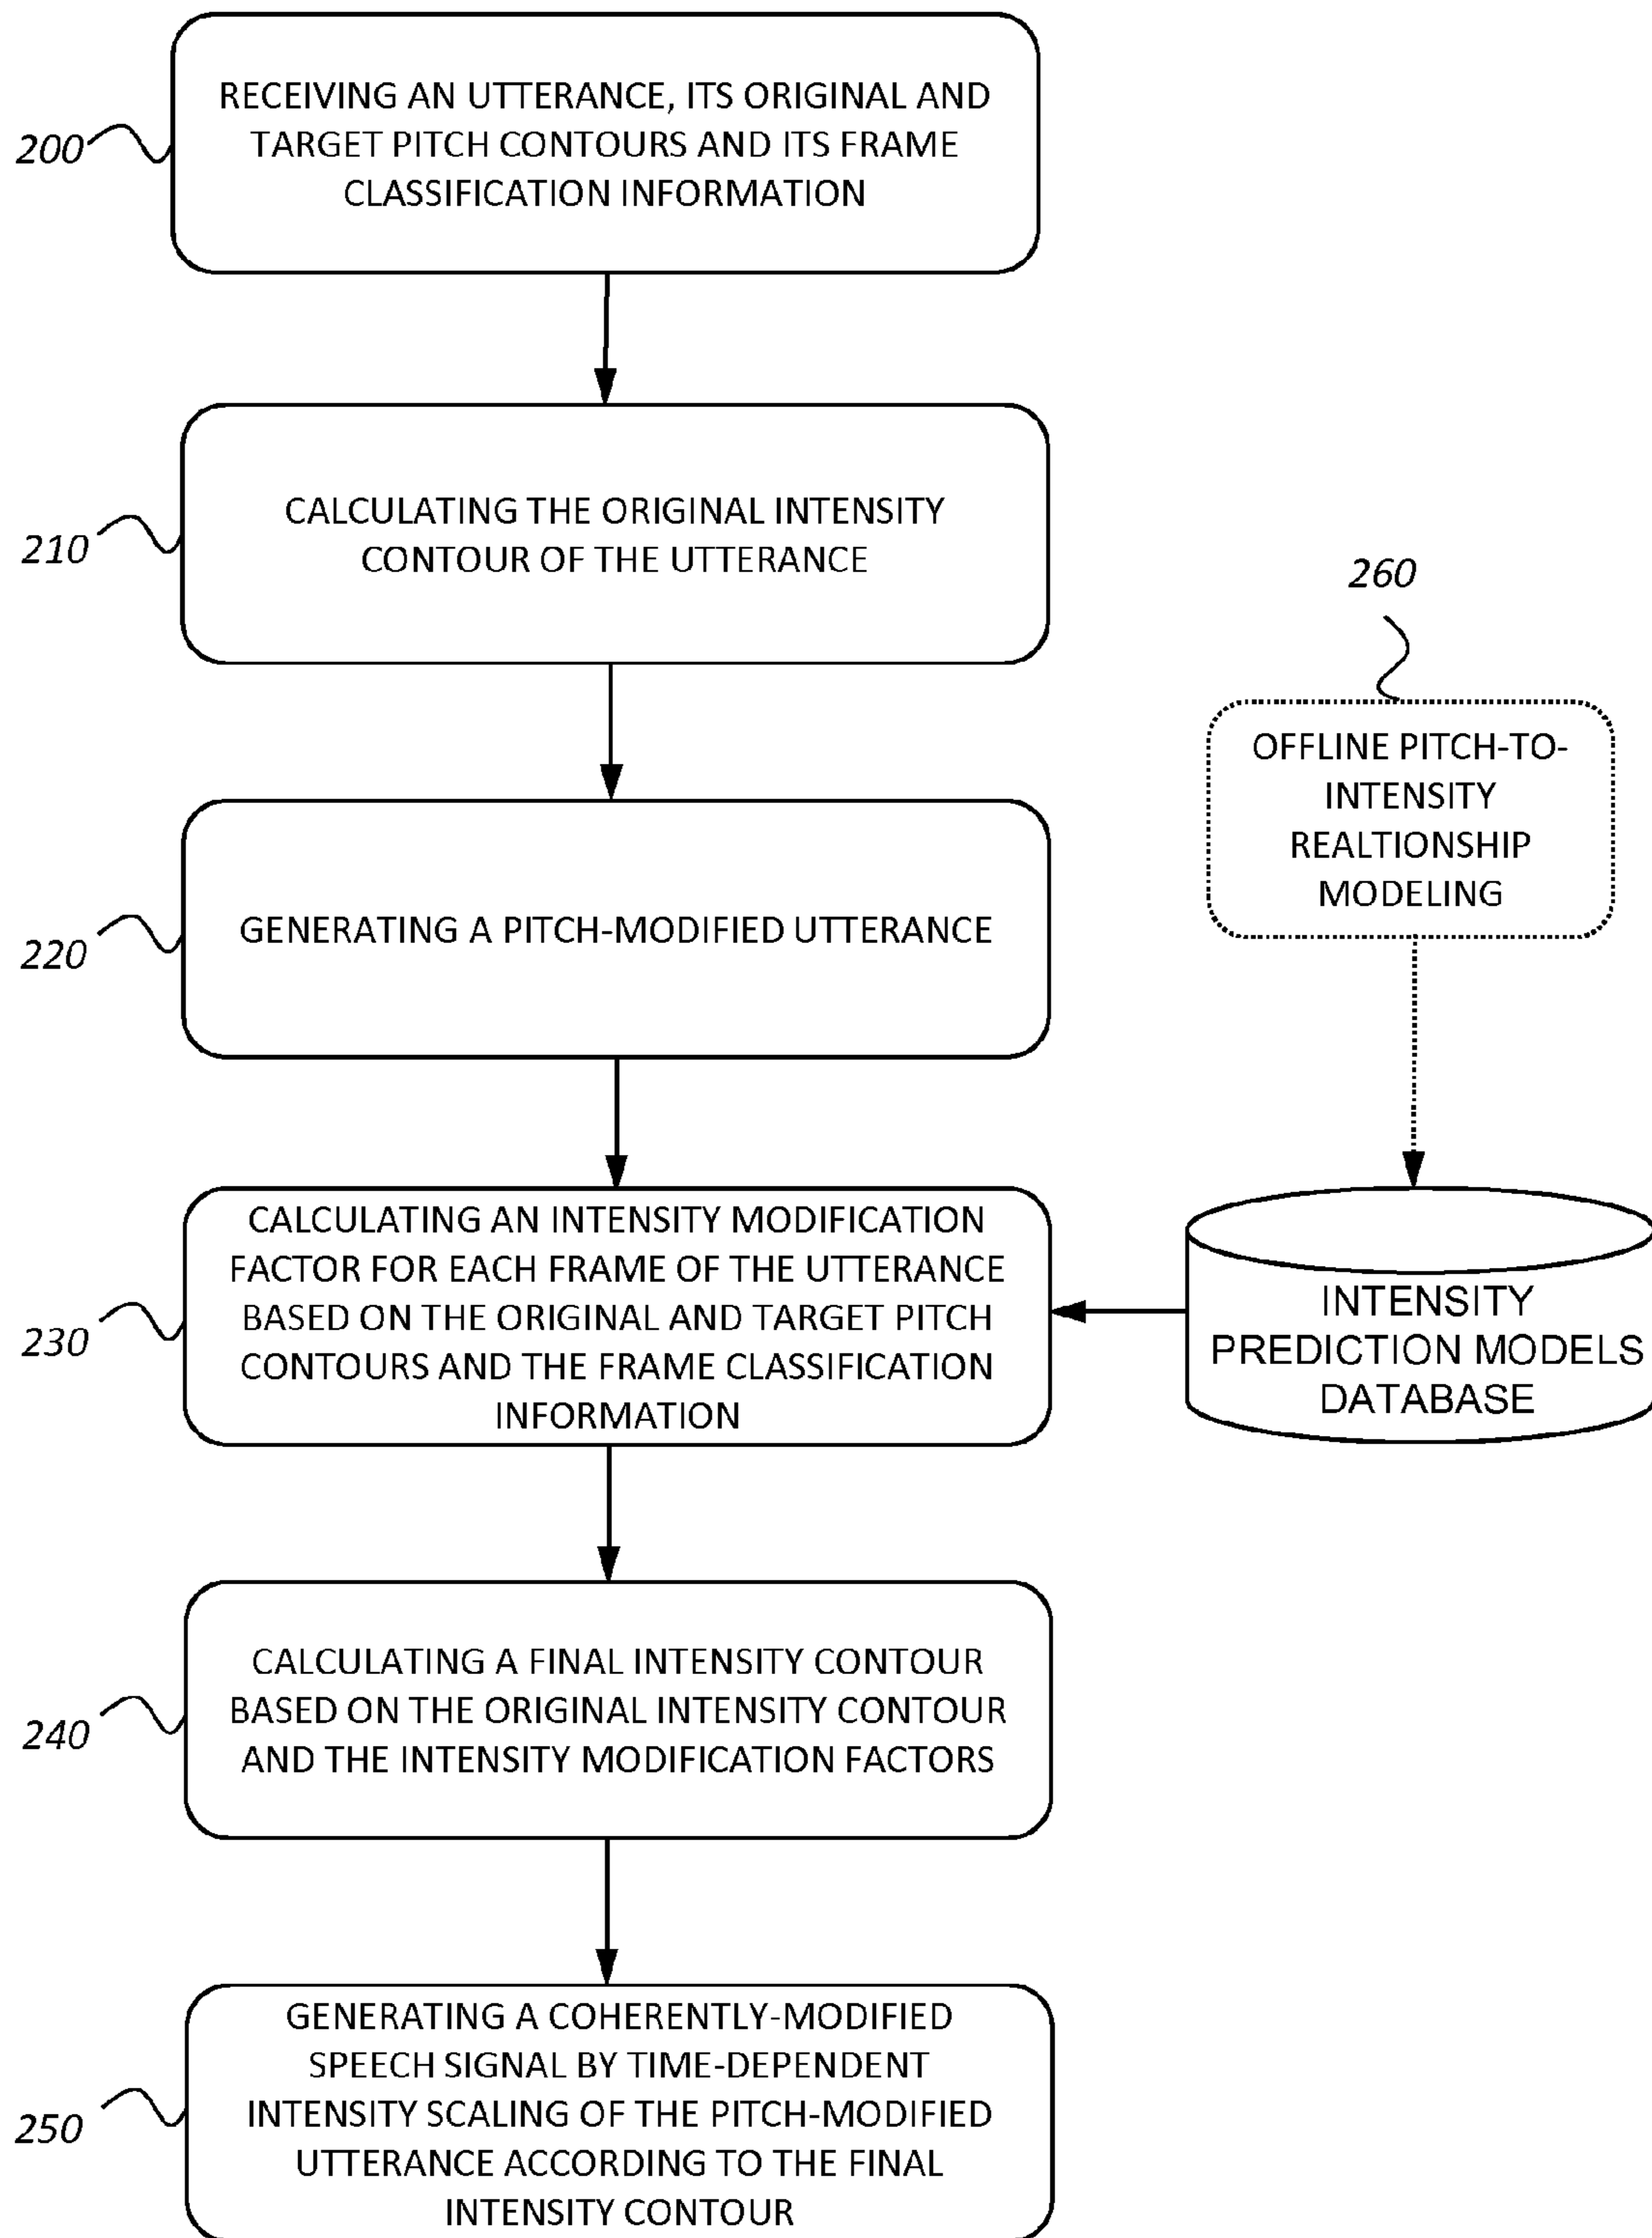 200
RECEIVING AN UTTERANCE, ITS ORIGINAL AND
TARGET PITCH CONTOURS AND ITS FRAME
CLASSIFICATION INFORMATION
210
CALCULATING THE ORIGINAL INTENSITY
CONTOUR OF THE UTTERANCE
260
OFFLINE PITCH-TO-
INTENSITY
REALTIONSHIP
MODELING
220
GENERATING A PITCH-MODIFIED UTTERANCE
230
CALCULATING AN INTENSITY MODIFICATION
FACTOR FOR EACH FRAME OF THE UTTERANCE
BASED ON THE ORIGINAL AND TARGET PITCH
CONTOURS AND THE FRAME CLASSIFICATION
INFORMATION
INTENSITY
PREDICTION MODELS
DATABASE
240
CALCULATING A FINAL INTENSITY CONTOUR
BASED ON THE ORIGINAL INTENSITY CONTOUR
AND THE INTENSITY MODIFICATION FACTORS
250
GENERATING A COHERENTLY-MODIFIED
SPEECH SIGNAL BY TIME-DEPENDENT
INTENSITY SCALING OF THE PITCH-MODIFIED
UTTERANCE ACCORDING TO THE FINAL
INTENSITY CONTOUR